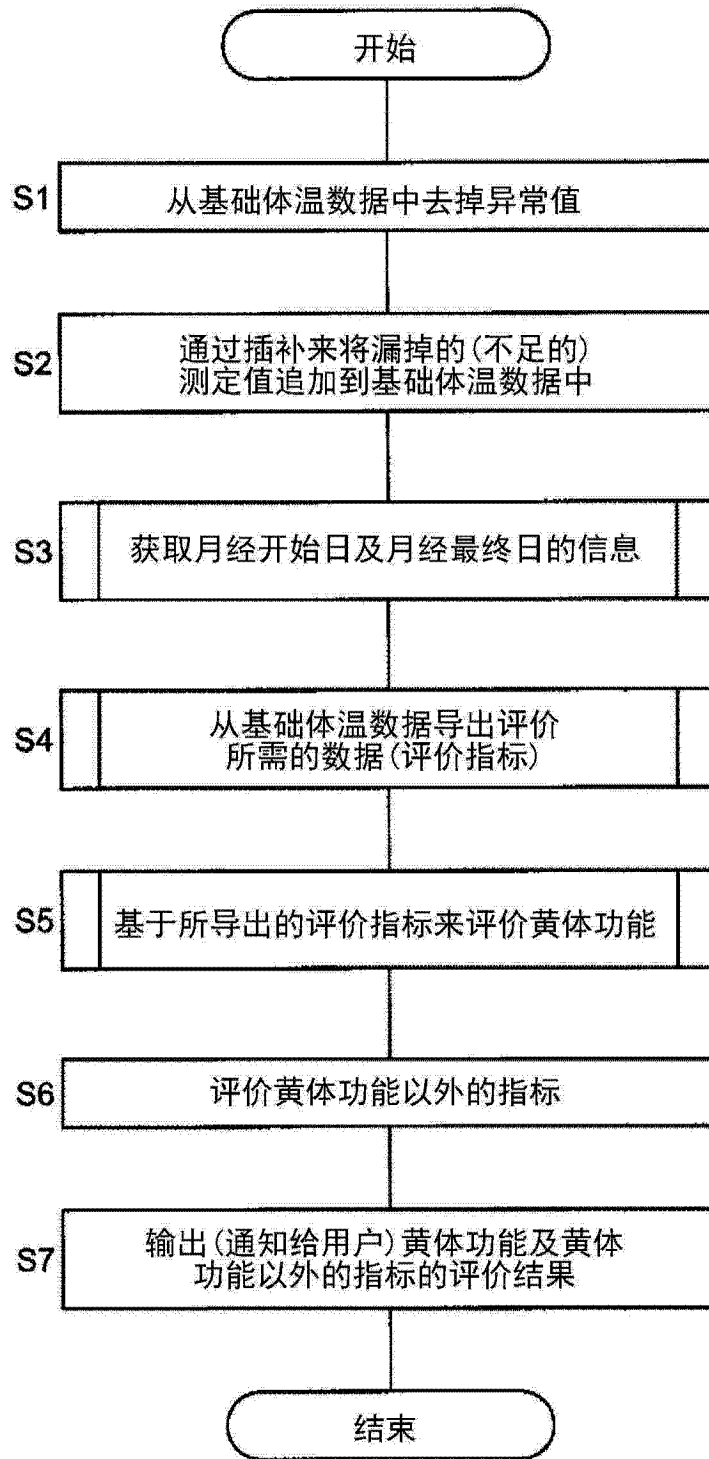 开始
S1
从基础体温数据中去掉异常值
S2
通过插补来将漏掉的(不足的)
测定值追加到基础体温数据中
S3
获取月经开始日及月经最终日的信息
S4
从基础体温数据导出评价
所需的数据(评价指标)
S5
基于所导出的评价指标来评价黄体功能
S6
评价黄体功能以外的指标
S7
输出(通知给用户)黄体功能及黄体
功能以外的指标的评价结果
结束